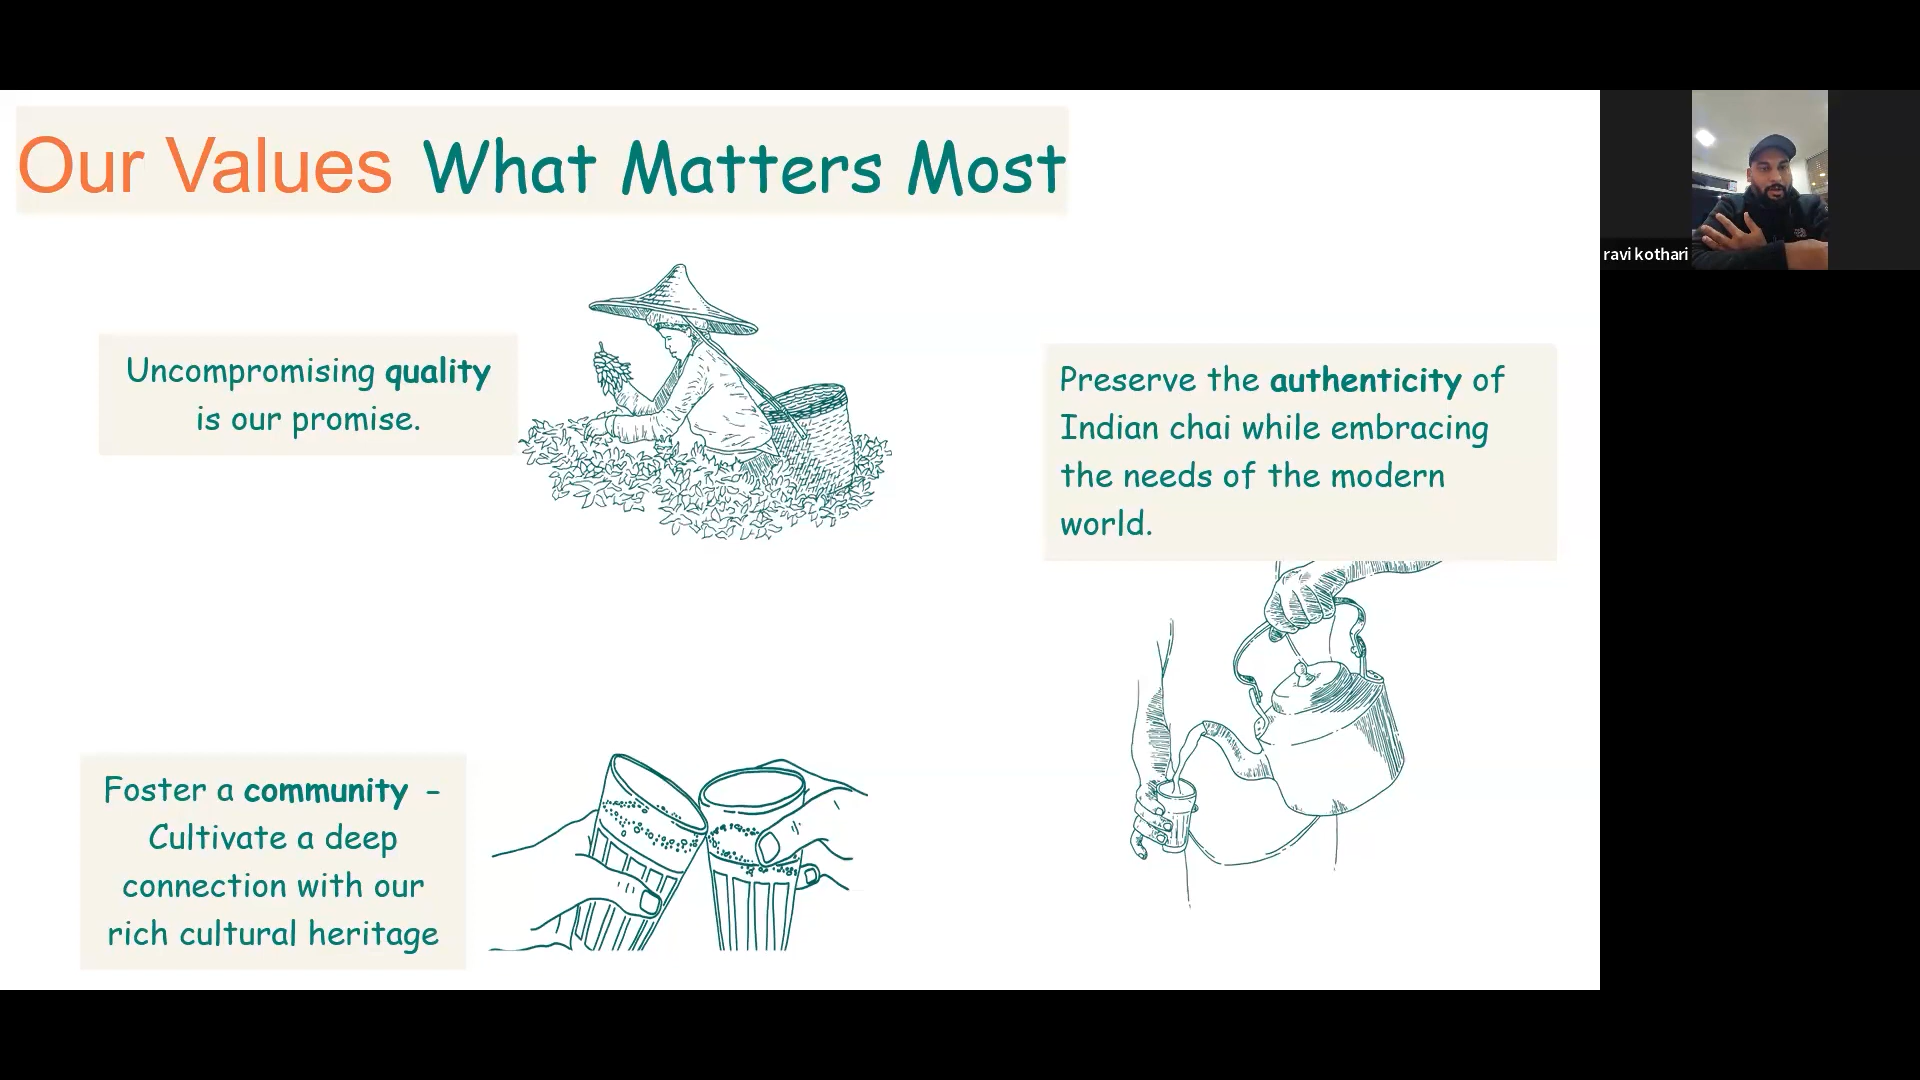 Our Values What Matters Most
Uncompromising quality
is our promise.
Preserve the authenticity of
Indian chai while embracing
the needs of the modern
world.
Foster a community -
Cultivate a deep
connection with our
rich cultural heritage
ravi kothari